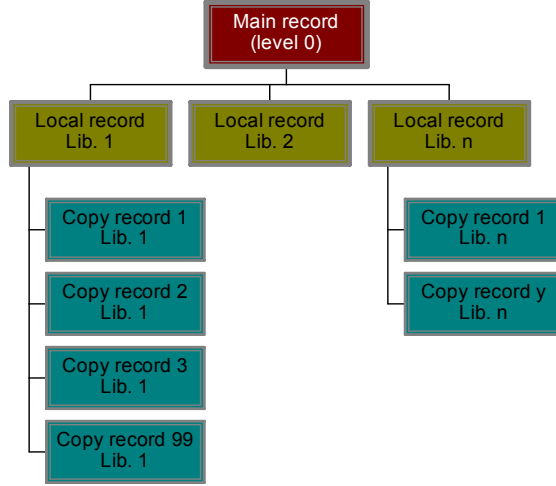 Main record
(level 0)
Local record
Lib. 1
Local record
Lib. 2
Local record
Lib. n
Copy record 1
Lib. 1
Copy record 2
Lib. 1
Copy record 3
Lib. 1
Copy record 99
Lib. 1
Copy record 1
Lib. n
Copy record y
Lib. n